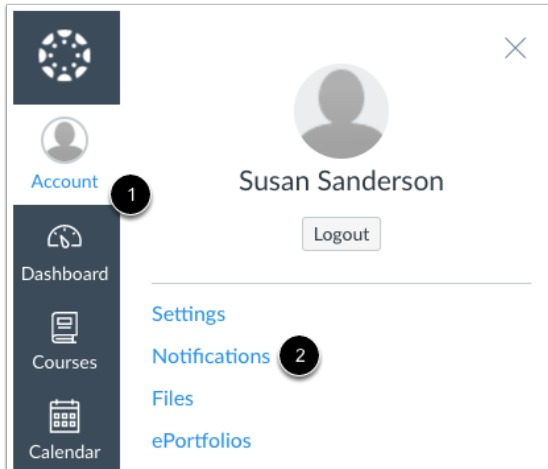 Account
1
Dashboard
Courses
Calendar
Susan Sanderson
Logout
Settings
Notifications 2
Files
ePortfolios